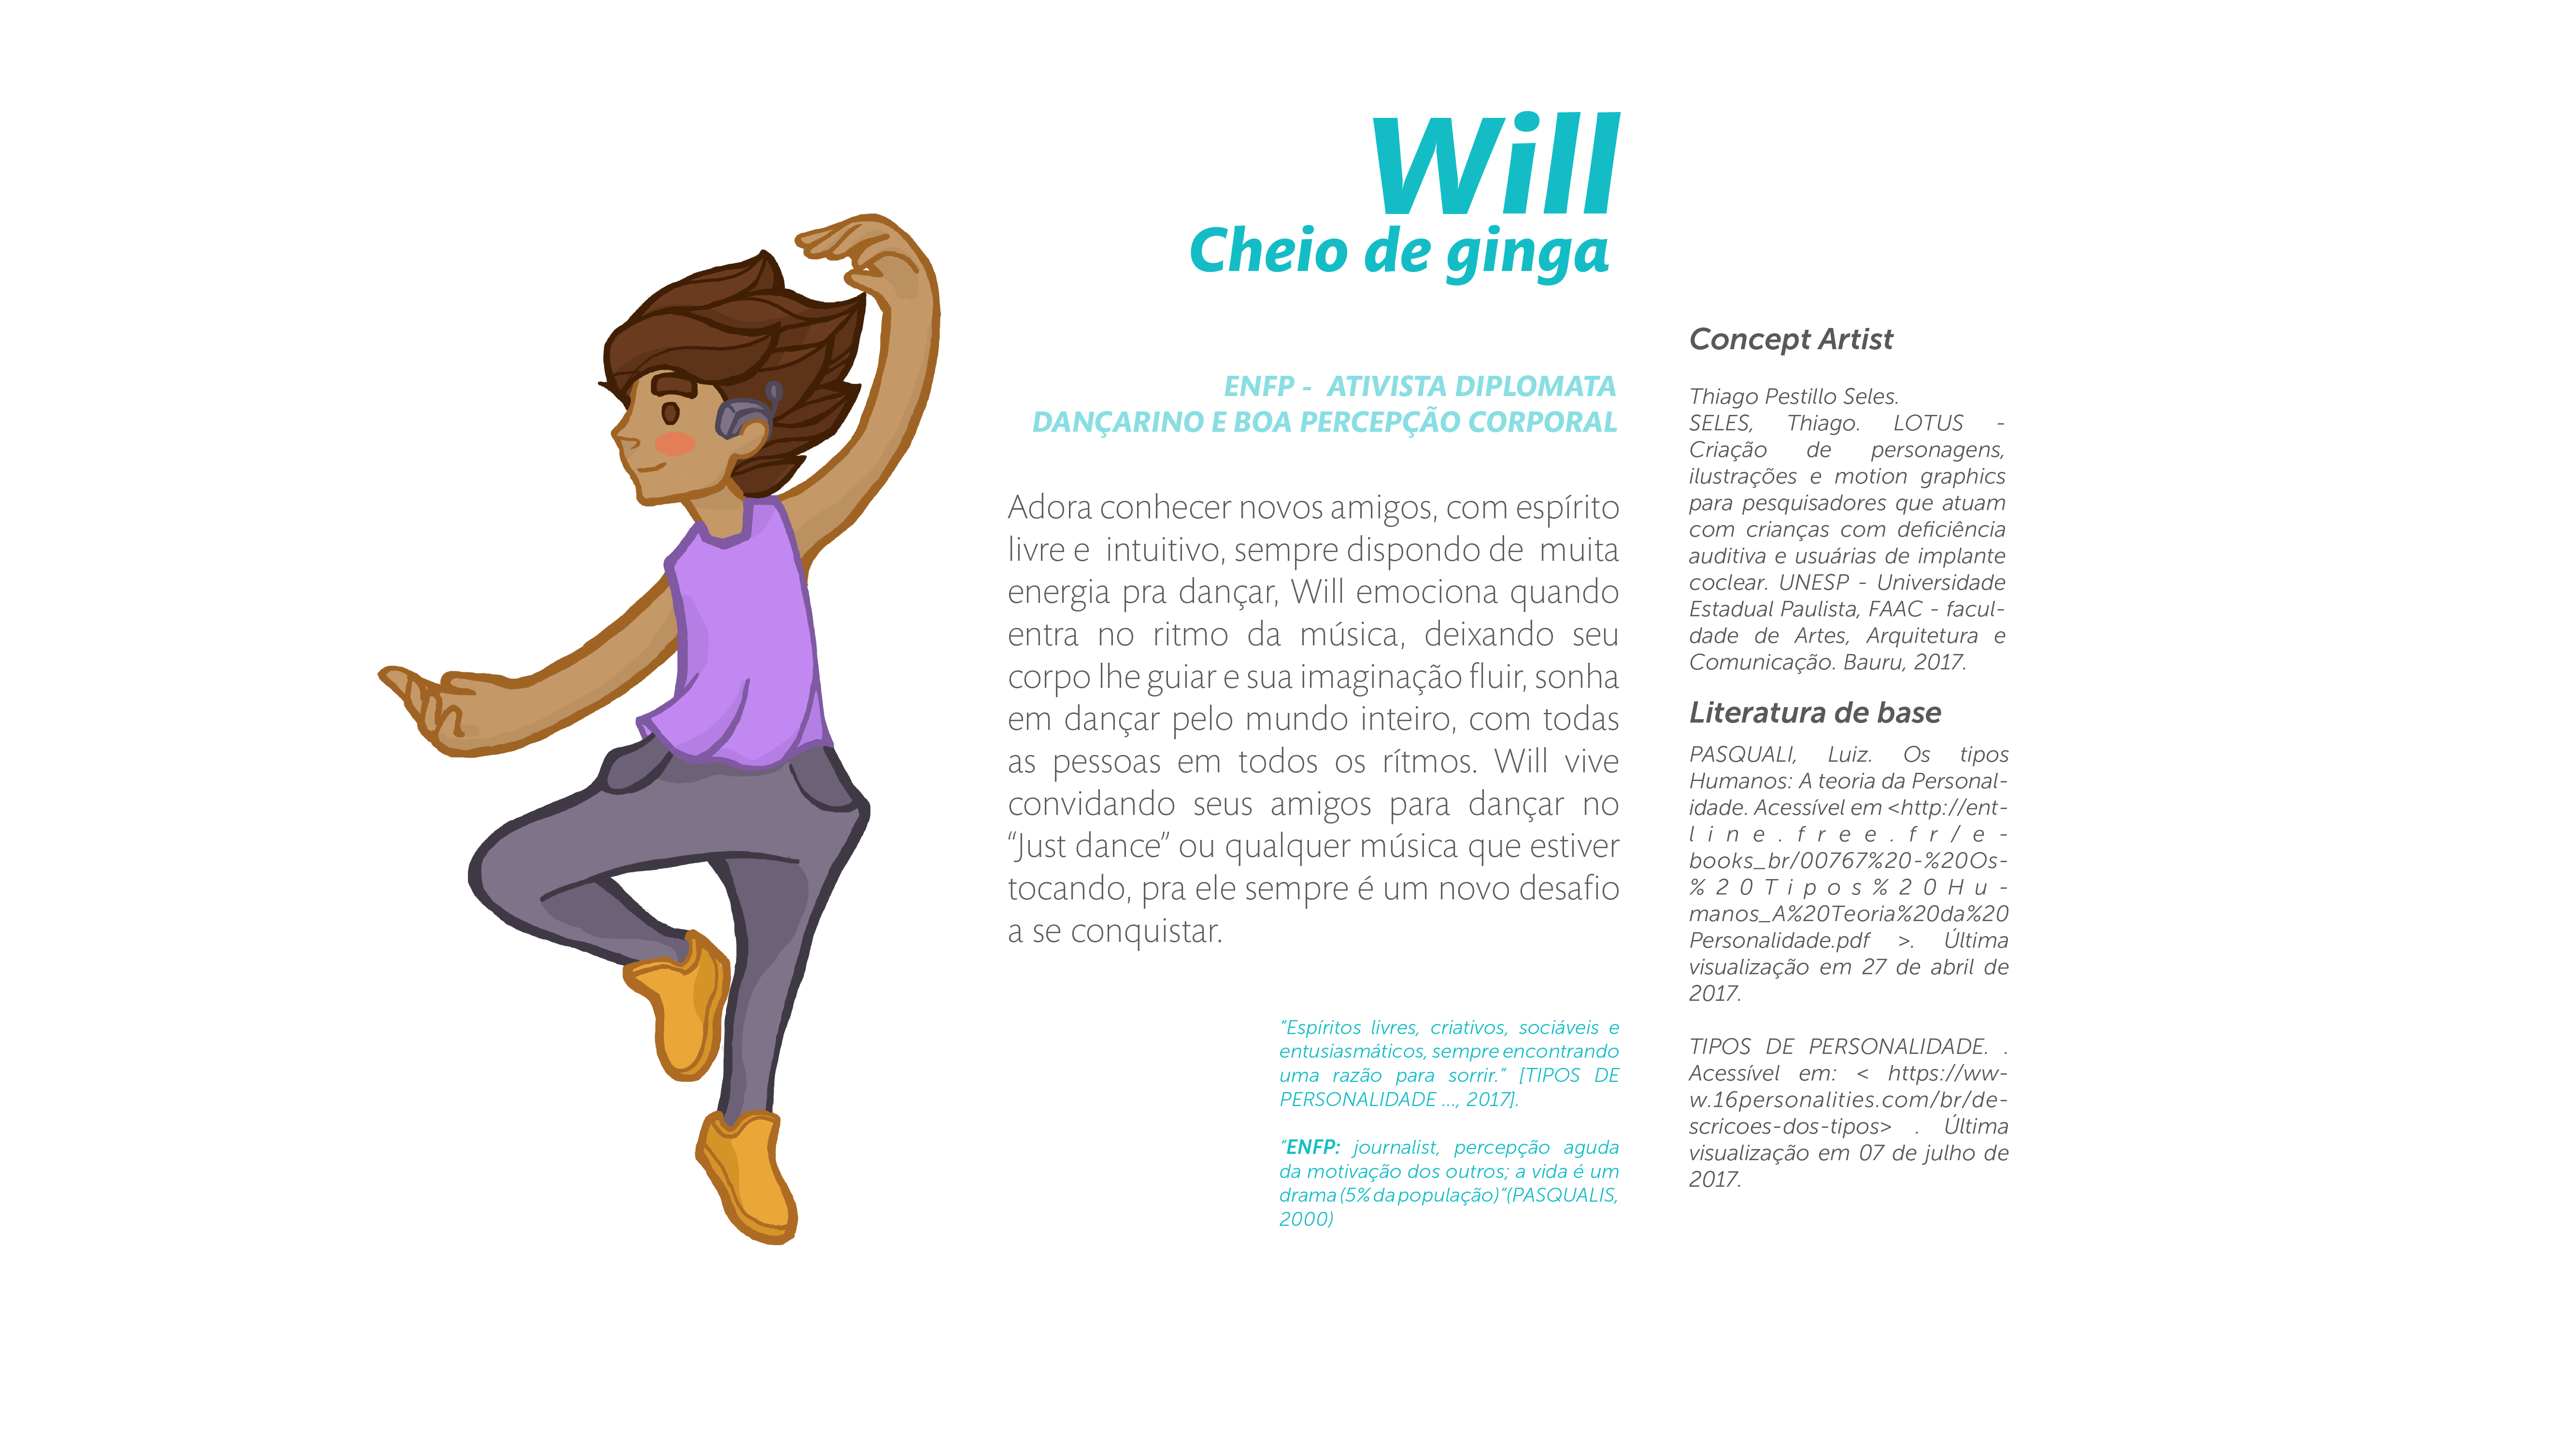 Will
Cheio de ginga
ENFP -  ATIVISTA DIPLOMATA
DANÇARINO E BOA PERCEPÇÃO CORPORAL
Adora conhecer novos amigos, com espírito
livre e  intuitivo, sempre dispondo de  muita
energia pra dançar, Will emociona quando
entra no ritmo da música, deixando seu
corpo lhe guiar e sua imaginação fluir, sonha
em dançar pelo mundo inteiro, com todas
as pessoas em todos os rítmos. Will vive
convidando seus amigos para dançar no
“Just dance” ou qualquer música que estiver
tocando, pra ele sempre é um novo desafio
a se conquistar.
“Espíritos livres, criativos, sociáveis e
entusiasmáticos, sempre encontrando
uma razão para sorrir.” [TIPOS DE
PERSONALIDADE ..., 2017].
“ENFP: journalist, percepção aguda
da motivação dos outros; a vida é um
drama (5% da população)”(PASQUALIS,
2000)
Concept Artist
Thiago Pestillo Seles.
SELES, Thiago. LOTUS -
Criação de personagens,
ilustrações e motion graphics
para pesquisadores que atuam
com crianças com deficiência
auditiva e usuárias de implante
coclear. UNESP - Universidade
Estadual Paulista, FAAC - facul-
dade de Artes, Arquitetura e
Comunicação. Bauru, 2017.
Literatura de base
PASQUALI, Luiz. Os tipos
Humanos: A teoria da Personal-
idade. Acessível em <http://ent-
line.free.fr/e-
books_br/00767%20-%20Os-
%20Tipos%20Hu-
manos_A%20Teoria%20da%20
Personalidade.pdf >. Última
visualização em 27 de abril de
2017.
TIPOS DE PERSONALIDADE. .
Acessível em: < https://ww-
w.16personalities.com/br/de-
scricoes-dos-tipos> . Última
visualização em 07 de julho de
2017.